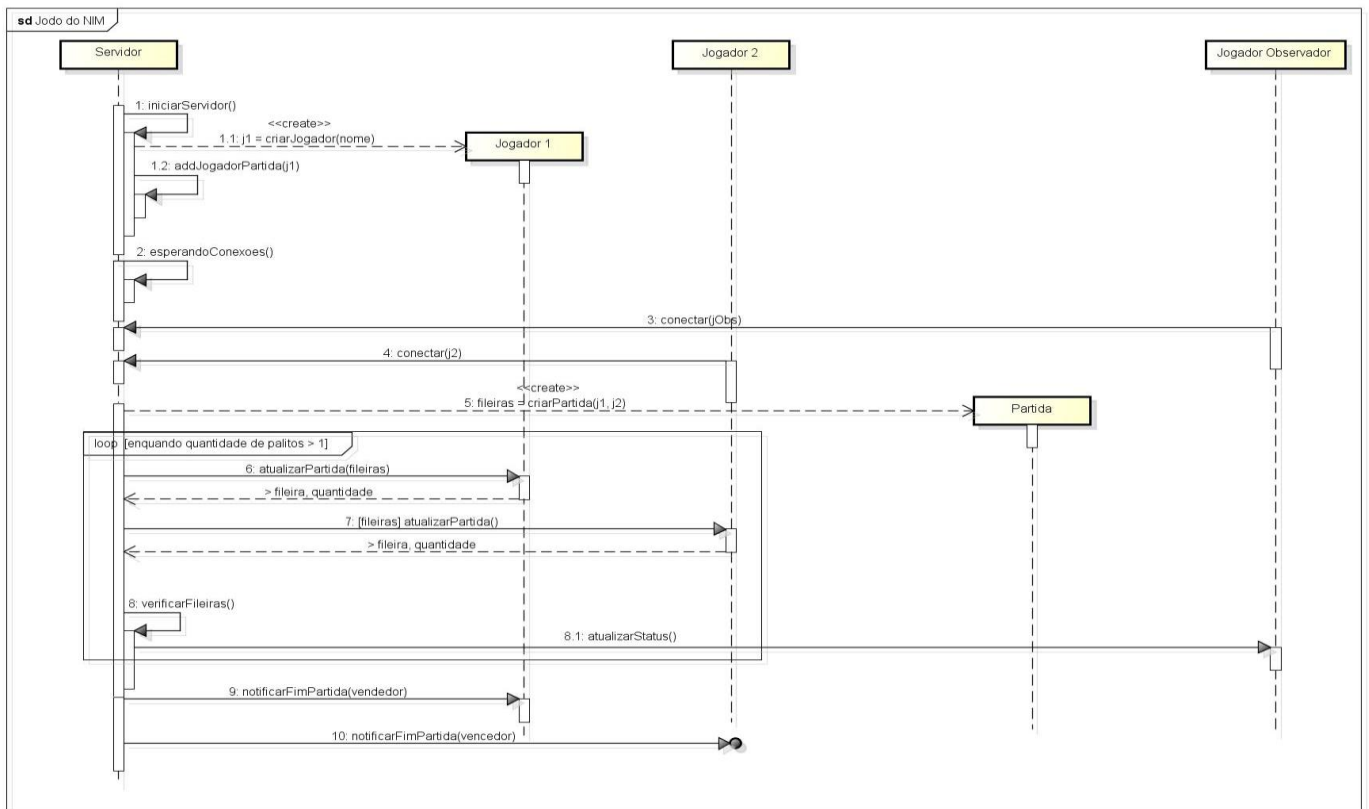 sd Jodo do NIM
Servidor
Jogador 2
Jogador Observador
1: iniciarServidor()
<<create>>
1.1: j1 = criarJogador(nome)
Jogador 1
1.2: addJogadorPartida(j1)
2: esperandoConexoes()
3: conectar(jObs)
4: conectar(j2)
<<create>>
5: fileiras = criarPartida(j1, j2)
Partida
loop [enquando quantidade de palitos > 1]
6: atualizarPartida(fileiras)
> fileira, quantidade
7: [fileiras] atualizarPartida()
> fileira, quantidade
8: verificarFileiras()
8.1: atualizarStatus()
9: notificarFimPartida(vendedor)
10: notificarFimPartida(vencedor)